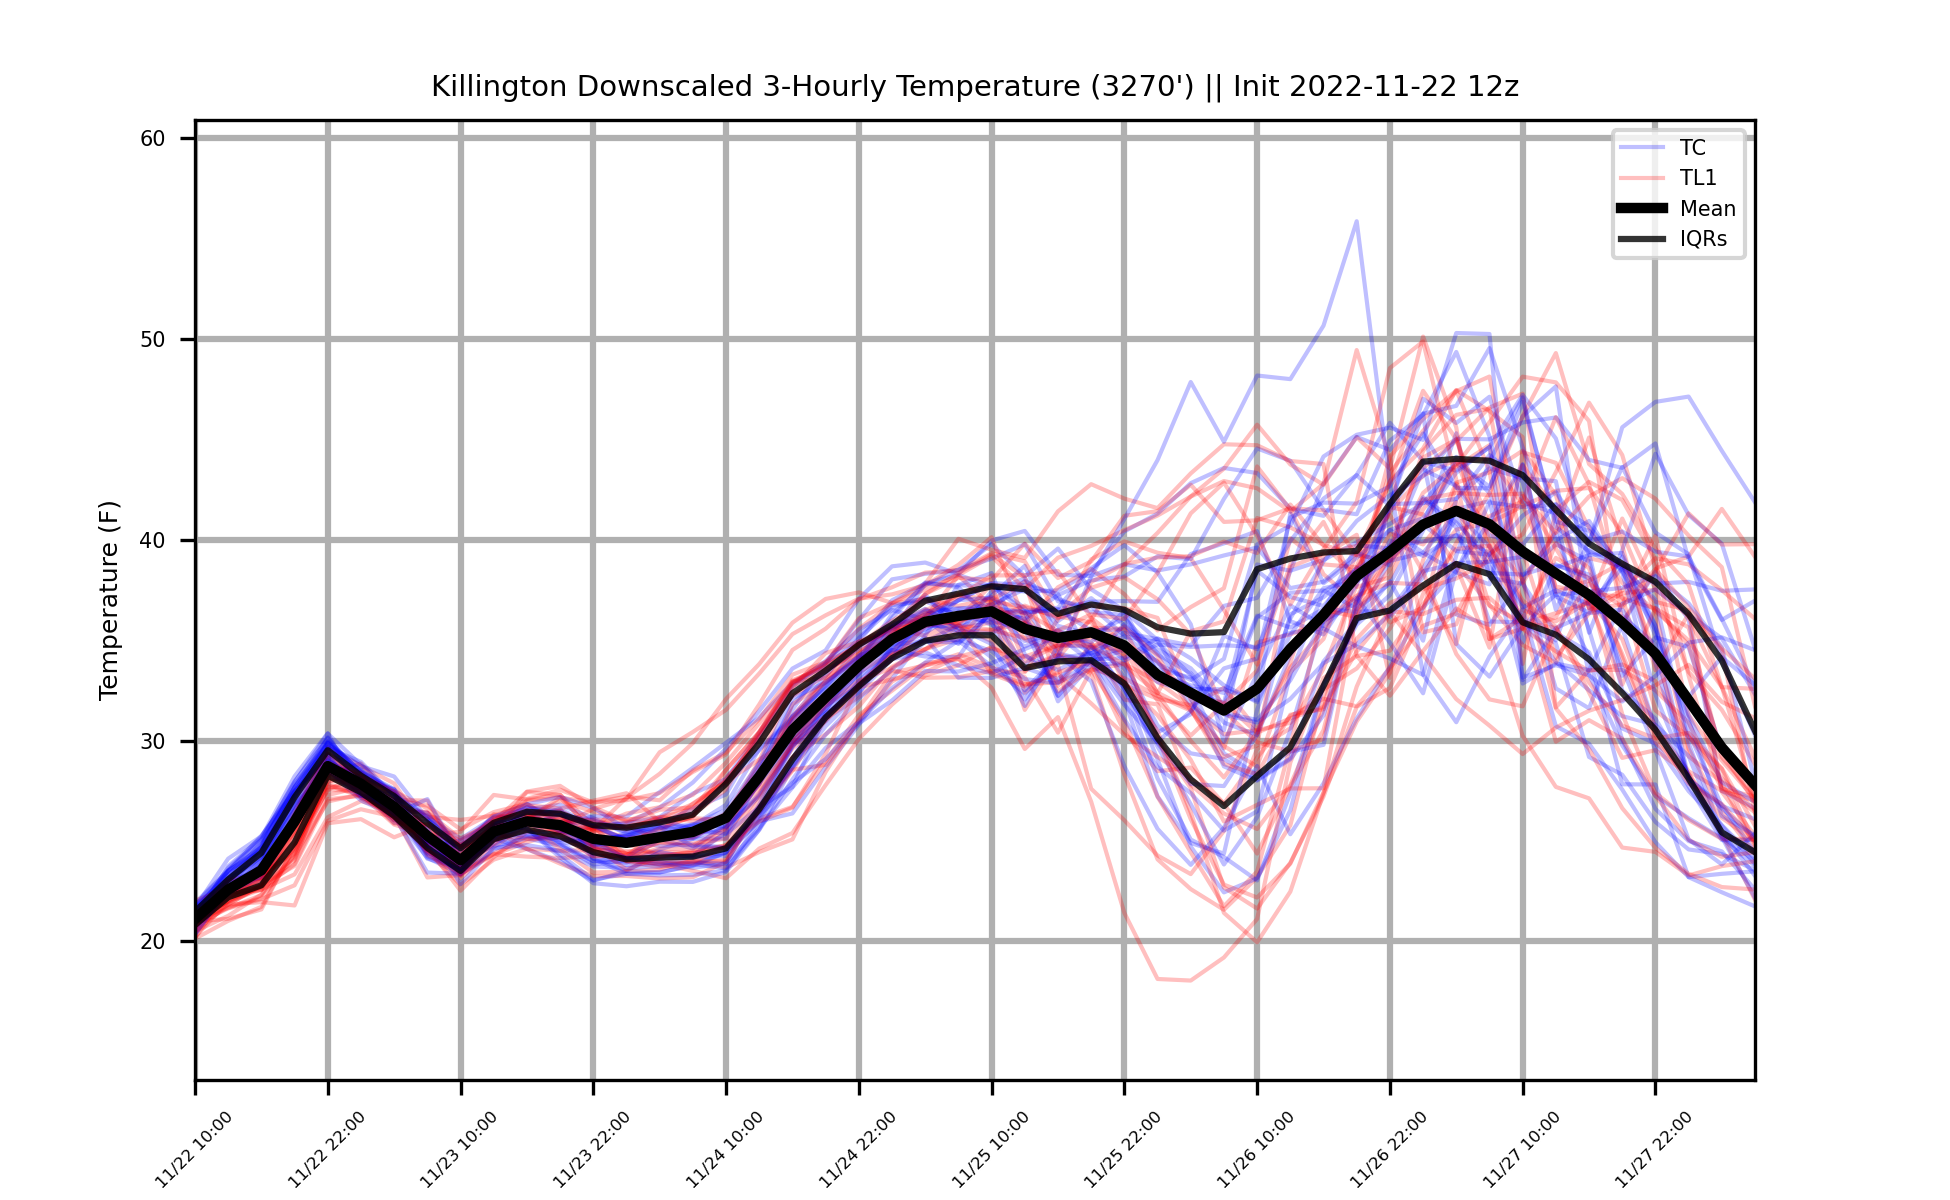 Killington Downscaled 3-Hourly Temperature (3270') || Init 2022-11-22 12z
60
50
40
30
20
Temperature (F)
TC
TL1
Mean
IQRs
11/22 10:00
11/22 22:00
11/23 10:00
11/23 22:00
11/24 10:00
11/24 22:00
11/25 10:00
11/25 22:00
11/26 10:00
11/26 22:00
11/27 10:00
11/27 22:00